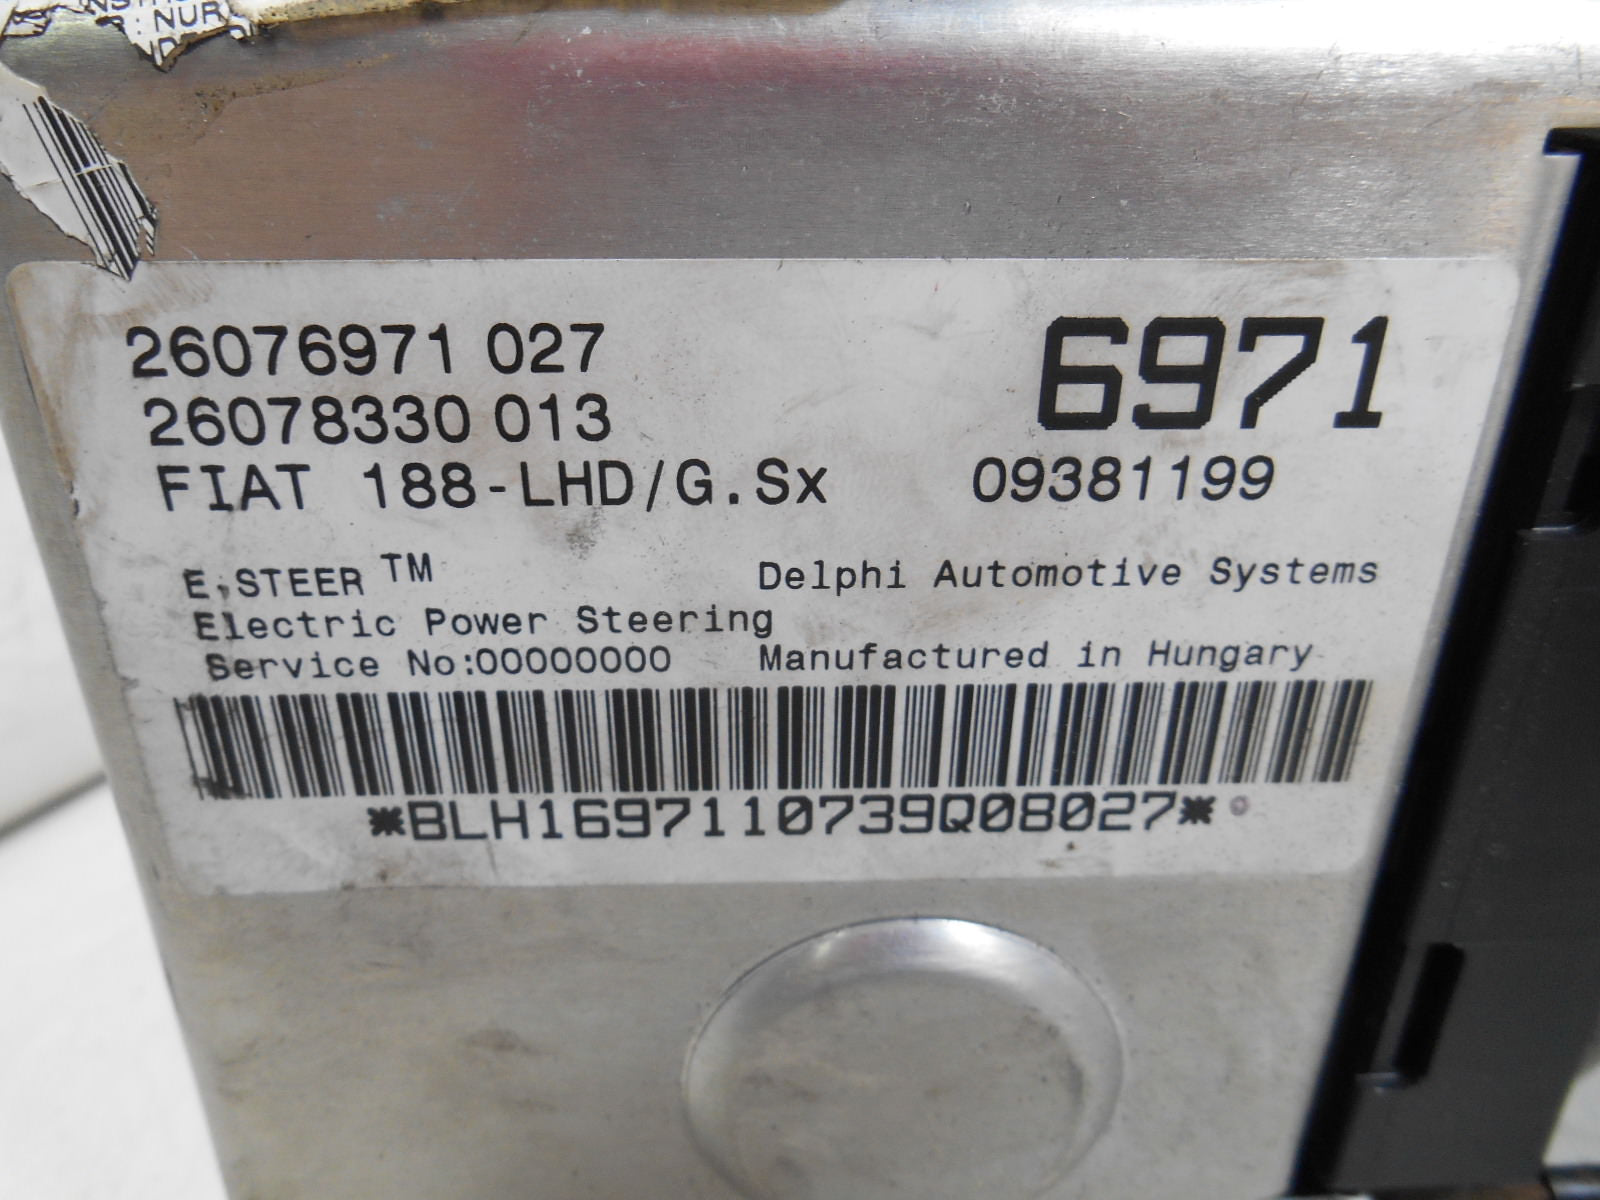 : NUR
26076971 027
6971
26078330 013
FIAT 188-LHD/G.Sx 09381199
E.STEER TM Delphi Automotive Systems
Electric Power Steering
Service No:00000000 Manufactured in Hungary
*BLH1697110739Q08027*